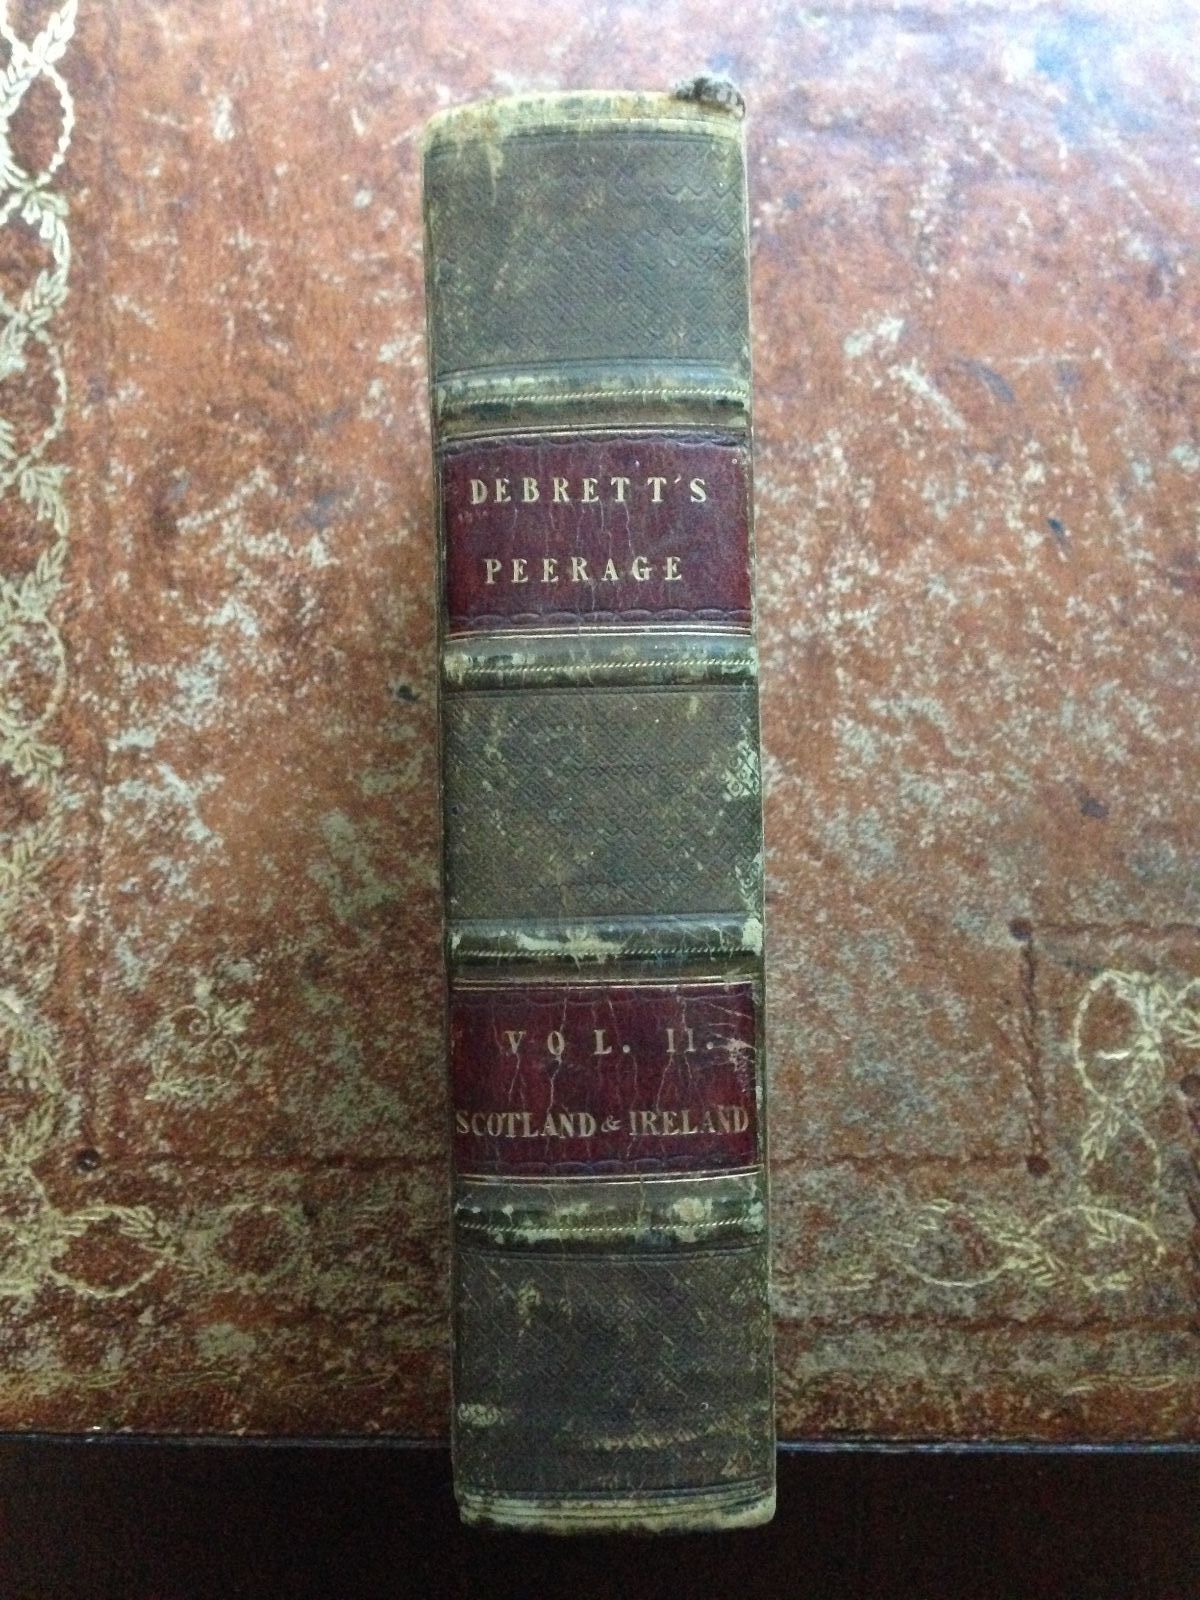 DEBRETT'S
PEERAGE
VOL. II.
SCOTLAND & IRELAND